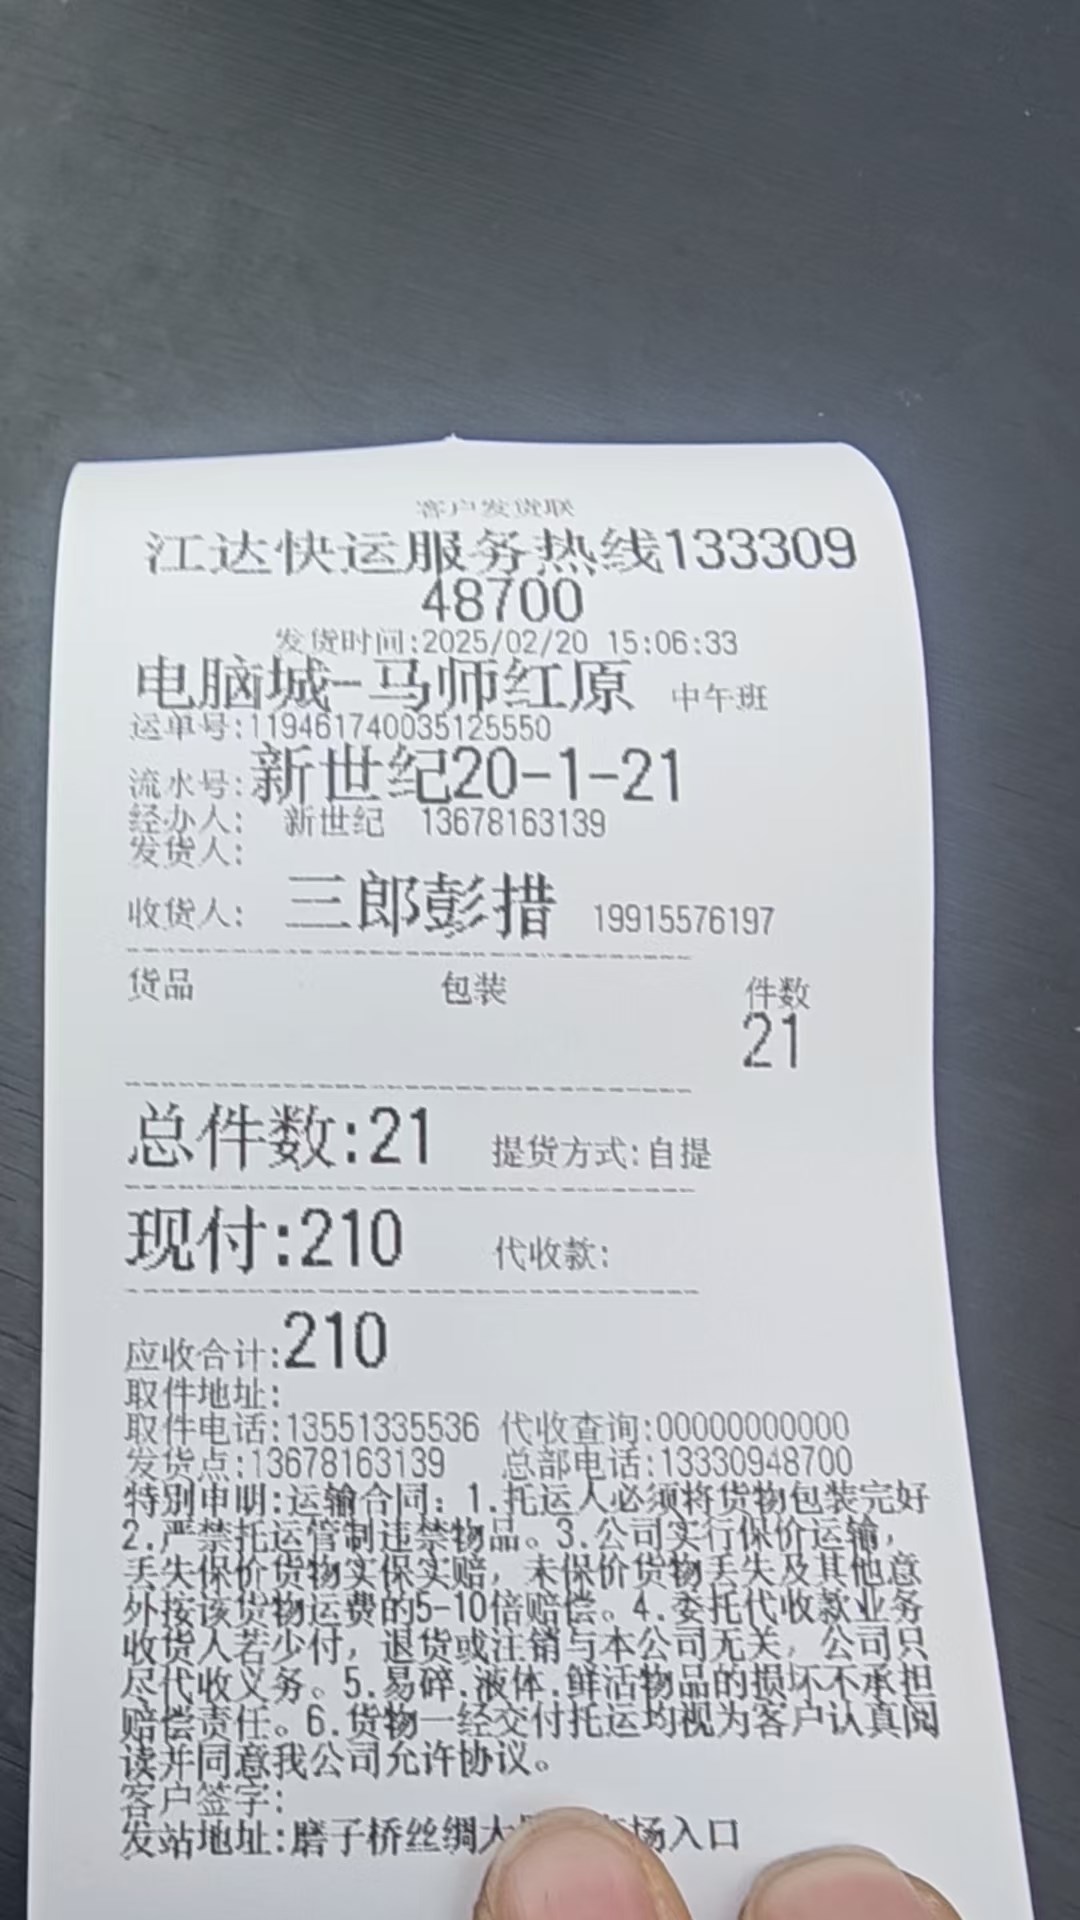 客户发货联
江达快运服务热线133309
48700
发货时间:2025/02/20 15:06:33
电脑城-马师红原 中午班
运单号:119461740035125550
流水号:新世纪20-1-21
经办人: 新世纪 13678163139
发货人:
收货人: 三郎彭措 19915576197
货品 包装 件数
21
总件数:21 提货方式:自提
现付:210 代收款:
应收合计:210
取件地址:
取件电话:13551335536 代收查询:00000000000
发货点:13678163139 总部电话:13330948700
特别申明:运输合同：1.托运人必须将货物包装完好
2.严禁托运管制违禁物品。3.公司实行保价运输，
丢失保价货物实保实赔，未保价货物丢失及其他意
外按该货物运费的5-10倍赔偿。4.委托代收款业务
收货人若少付，退货或注销与本公司无关，公司只
尽代收义务。5.易碎.液体.鲜活物品的损坏不承担
赔偿责任。6.货物一经交付托运均视为客户认真阅
读并同意我公司允许协议。
客户签字:
发站地址:磨子桥丝绸大 场入口